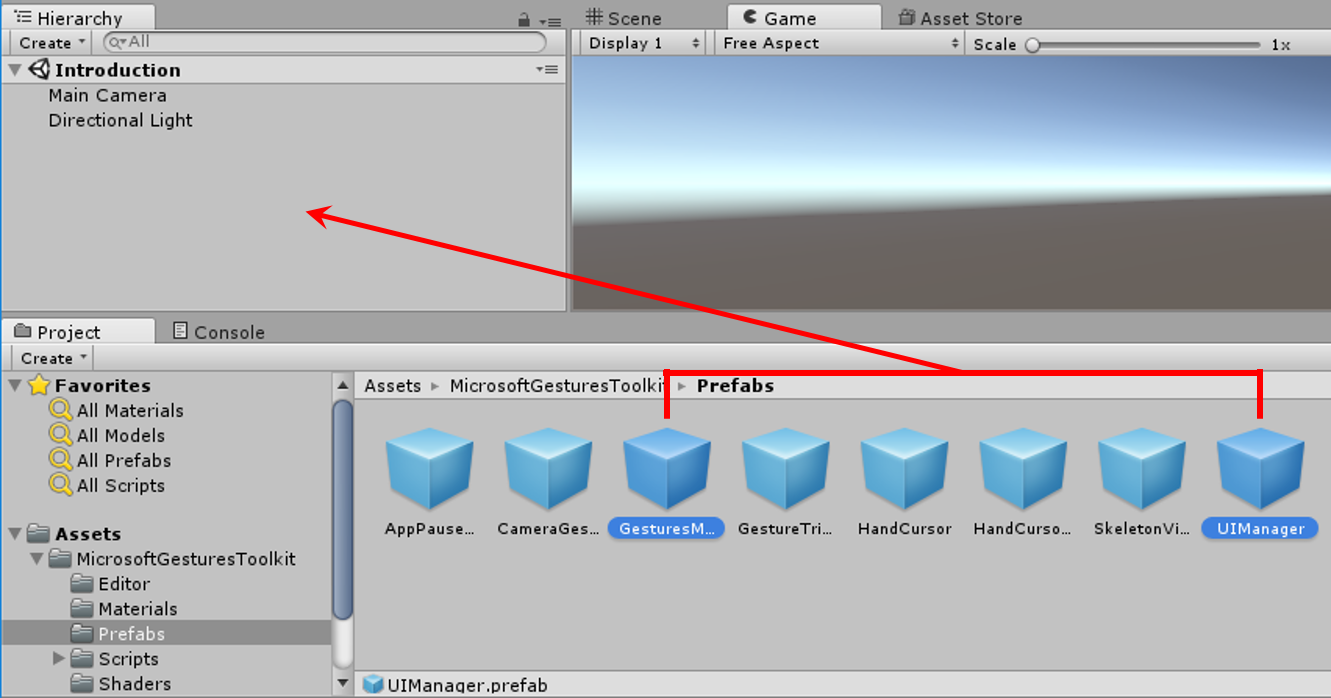 Hierarchy
Create All
Introduction
Main Camera
Directional Light
Scene Game Asset Store
Display 1 Free Aspect Scale 1x
Project Console
Create
Favorites
All Materials
All Models
All Prefabs
All Scripts
Assets
MicrosoftGesturesToolkit
Editor
Materials
Prefabs
Scripts
Shaders
Assets MicrosoftGesturesToolkit Prefabs
AppPause... CameraGes... GesturesM... GestureTri... HandCursor HandCurso... SkeletonVi... UIManager
UIManager.prefab